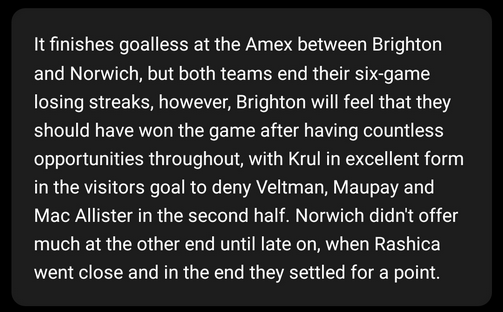 It finishes goalless at the Amex between Brighton
and Norwich, but both teams end their six-game
losing streaks, however, Brighton will feel that they
should have won the game after having countless
opportunities throughout, with Krul in excellent form
in the visitors goal to deny Veltman, Maupay and
Mac Allister in the second half. Norwich didn't offer
much at the other end until late on, when Rashica
went close and in the end they settled for a point.